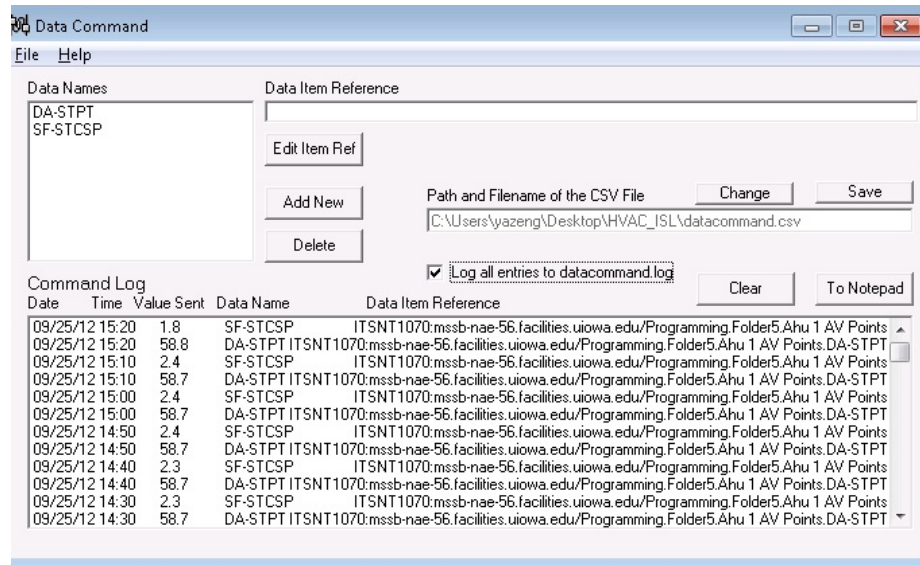 Data Command
File Help
Data Names
Data Item Reference
DA-STPT
SF-STCSP
Edit Item Ref
Add New
Delete
Path and Filename of the CSV File
Change
Save
C:\Users\yazeng\Desktop\HVAC_ISL\datacommand.csv
Log all entries to datacommand.log
Clear
To Notepad
Command Log
Date Time Value Sent Data Name Data Item Reference
09/25/12 15:20 1.8 SF-STCSP ITSNT1070:mssb-nae-56.facilities.uiowa.edu/Programming.Folder5.Ahu 1 AV Points
09/25/12 15:20 58.8 DA-STPT ITSNT1070:mssb-nae-56.facilities.uiowa.edu/Programming.Folder5.Ahu 1 AV Points.DA-STPT
09/25/12 15:10 2.4 SF-STCSP ITSNT1070:mssb-nae-56.facilities.uiowa.edu/Programming.Folder5.Ahu 1 AV Points
09/25/12 15:10 58.7 DA-STPT ITSNT1070:mssb-nae-56.facilities.uiowa.edu/Programming.Folder5.Ahu 1 AV Points.DA-STPT
09/25/12 15:00 2.4 SF-STCSP ITSNT1070:mssb-nae-56.facilities.uiowa.edu/Programming.Folder5.Ahu 1 AV Points
09/25/12 15:00 58.7 DA-STPT ITSNT1070:mssb-nae-56.facilities.uiowa.edu/Programming.Folder5.Ahu 1 AV Points.DA-STPT
09/25/12 14:50 2.4 SF-STCSP ITSNT1070:mssb-nae-56.facilities.uiowa.edu/Programming.Folder5.Ahu 1 AV Points
09/25/12 14:50 58.7 DA-STPT ITSNT1070:mssb-nae-56.facilities.uiowa.edu/Programming.Folder5.Ahu 1 AV Points.DA-STPT
09/25/12 14:40 2.3 SF-STCSP ITSNT1070:mssb-nae-56.facilities.uiowa.edu/Programming.Folder5.Ahu 1 AV Points
09/25/12 14:40 58.7 DA-STPT ITSNT1070:mssb-nae-56.facilities.uiowa.edu/Programming.Folder5.Ahu 1 AV Points.DA-STPT
09/25/12 14:30 2.3 SF-STCSP ITSNT1070:mssb-nae-56.facilities.uiowa.edu/Programming.Folder5.Ahu 1 AV Points
09/25/12 14:30 58.7 DA-STPT ITSNT1070:mssb-nae-56.facilities.uiowa.edu/Programming.Folder5.Ahu 1 AV Points.DA-STPT